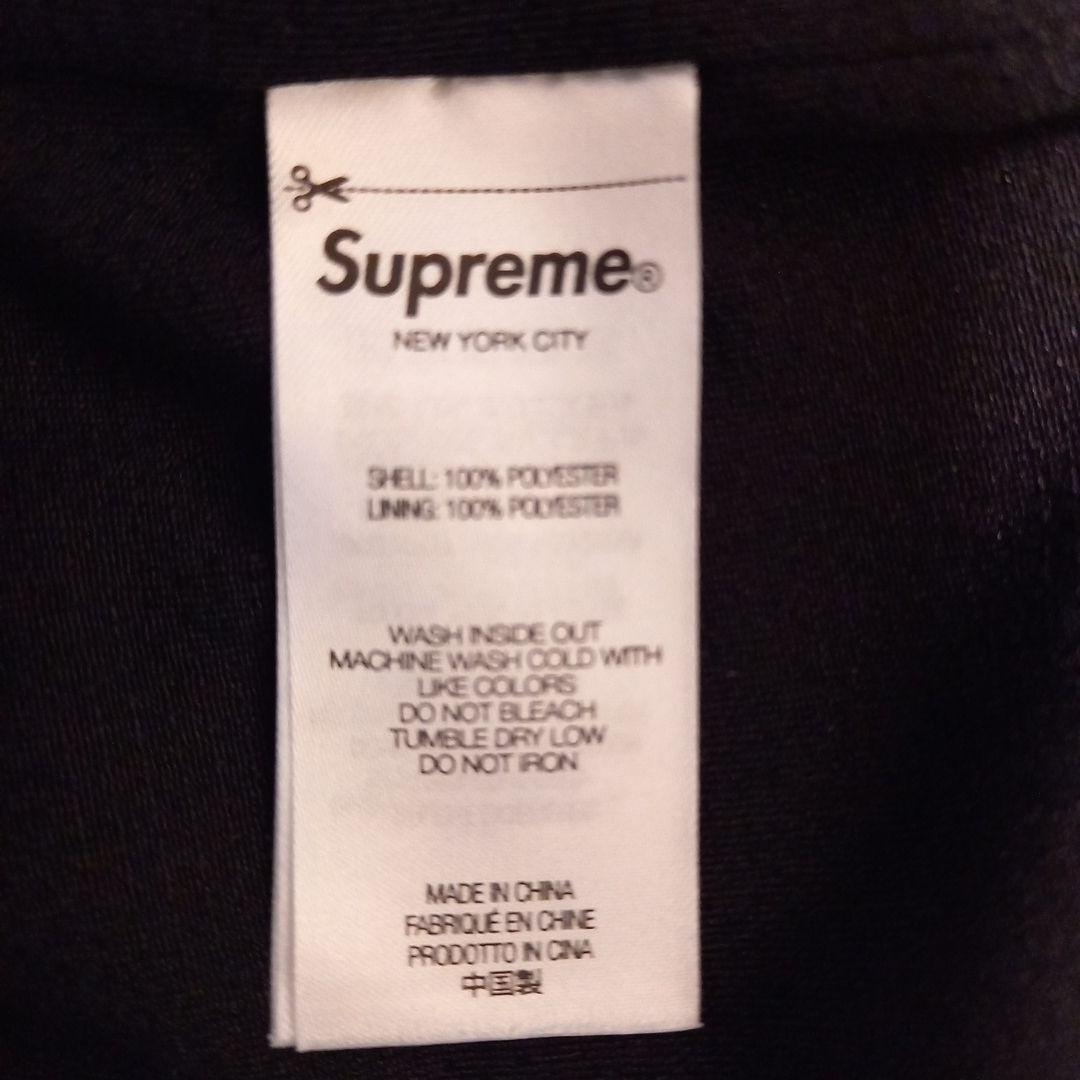 Supreme®
NEW YORK CITY
SHELL: 100% POLYESTER
LINING: 100% POLYESTER
WASH INSIDE OUT
MACHINE WASH COLD WITH
LIKE COLORS
DO NOT BLEACH
TUMBLE DRY LOW
DO NOT IRON
MADE IN CHINA
FABRIQUÉ EN CHINE
PRODOTTO IN CINA
中国製